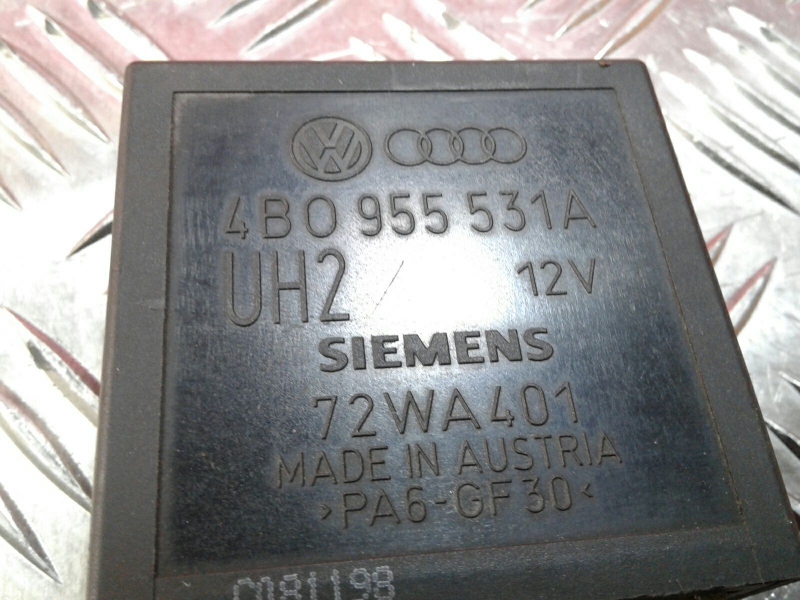 4B0 955 531A
UH2 12V
SIEMENS
72WA401
MADE IN AUSTRIA
>PA6-GF30<
C081198